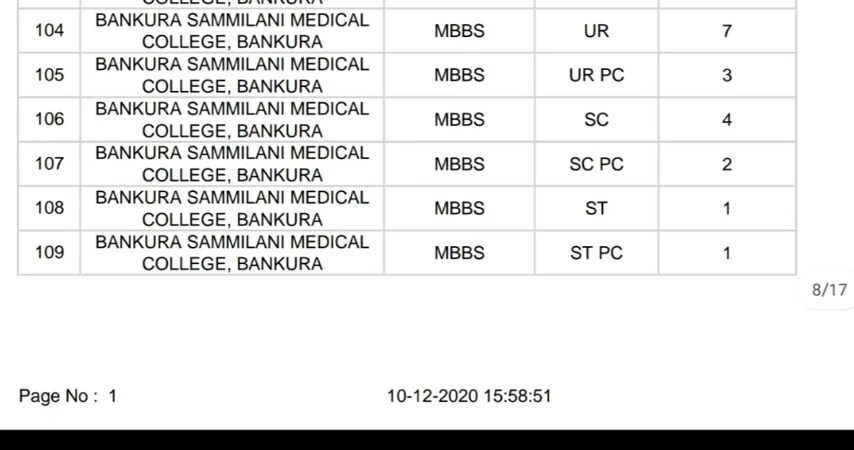 COLLEGE, BANKURA
104 BANKURA SAMMILANI MEDICAL COLLEGE, BANKURA MBBS UR 7
105 BANKURA SAMMILANI MEDICAL COLLEGE, BANKURA MBBS UR PC 3
106 BANKURA SAMMILANI MEDICAL COLLEGE, BANKURA MBBS SC 4
107 BANKURA SAMMILANI MEDICAL COLLEGE, BANKURA MBBS SC PC 2
108 BANKURA SAMMILANI MEDICAL COLLEGE, BANKURA MBBS ST 1
109 BANKURA SAMMILANI MEDICAL COLLEGE, BANKURA MBBS ST PC 1
8/17
Page No : 1 10-12-2020 15:58:51